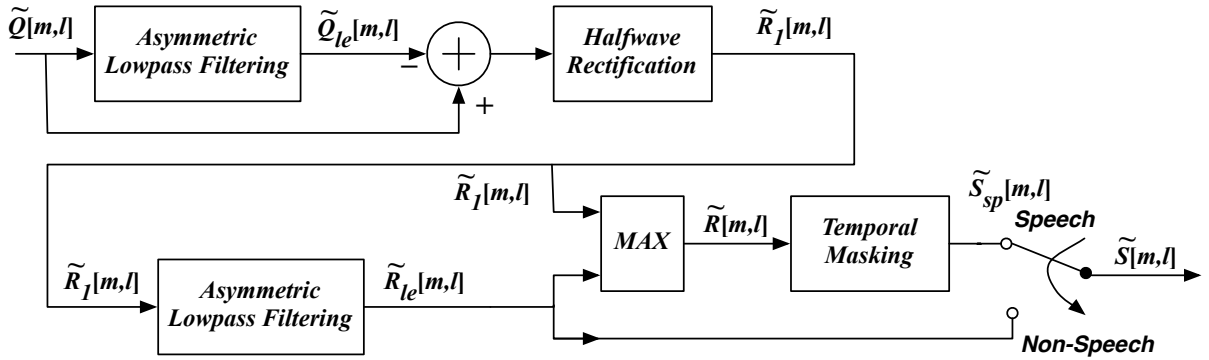 Q̃[m,l]
Asymmetric
Lowpass Filtering
Q̃le[m,l]
−
+
+
Halfwave
Rectification
R̃1[m,l]
R̃1[m,l]
MAX
R̃[m,l]
Temporal
Masking
S̃sp[m,l]
Speech
S̃[m,l]
R̃1[m,l]
Asymmetric
Lowpass Filtering
R̃le[m,l]
Non-Speech